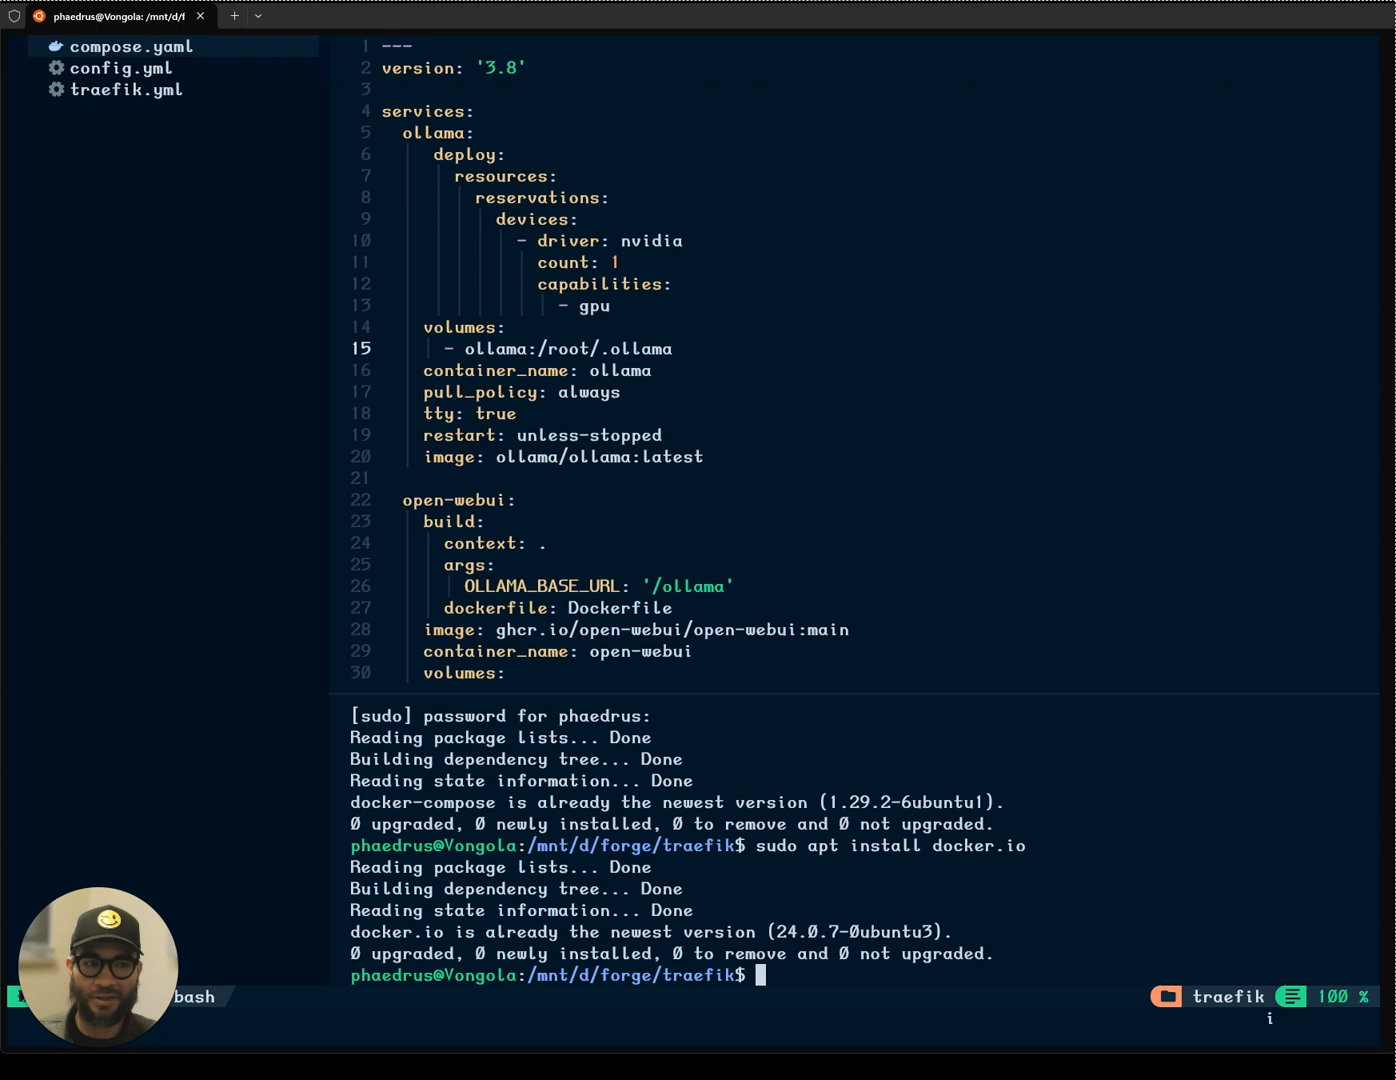 phaedrus@Vongola: /mnt/d/f
compose.yaml
config.yml
traefik.yml
1 ---
2 version: '3.8'
3
4 services:
5 ollama:
6 deploy:
7 resources:
8 reservations:
9 devices:
10 - driver: nvidia
11 count: 1
12 capabilities:
13 - gpu
14 volumes:
15 - ollama:/root/.ollama
16 container_name: ollama
17 pull_policy: always
18 tty: true
19 restart: unless-stopped
20 image: ollama/ollama:latest
21
22 open-webui:
23 build:
24 context: .
25 args:
26 OLLAMA_BASE_URL: '/ollama'
27 dockerfile: Dockerfile
28 image: ghcr.io/open-webui/open-webui:main
29 container_name: open-webui
30 volumes:
[sudo] password for phaedrus:
Reading package lists... Done
Building dependency tree... Done
Reading state information... Done
docker-compose is already the newest version (1.29.2-6ubuntu1).
0 upgraded, 0 newly installed, 0 to remove and 0 not upgraded.
phaedrus@Vongola:/mnt/d/forge/traefik$ sudo apt install docker.io
Reading package lists... Done
Building dependency tree... Done
Reading state information... Done
docker.io is already the newest version (24.0.7-0ubuntu3).
0 upgraded, 0 newly installed, 0 to remove and 0 not upgraded.
phaedrus@Vongola:/mnt/d/forge/traefik$
bash traefik 100 %
i